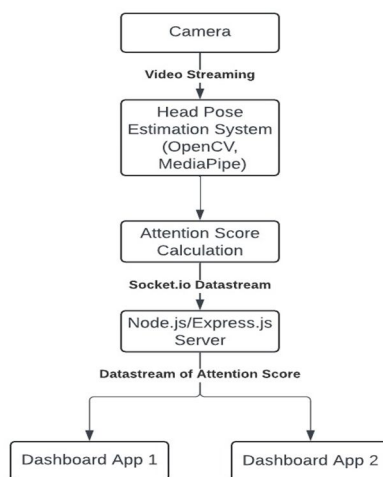 Camera
Video Streaming
Head Pose
Estimation System
(OpenCV,
MediaPipe)
Attention Score
Calculation
Socket.io Datastream
Node.js/Express.js
Server
Datastream of Attention Score
Dashboard App 1
Dashboard App 2